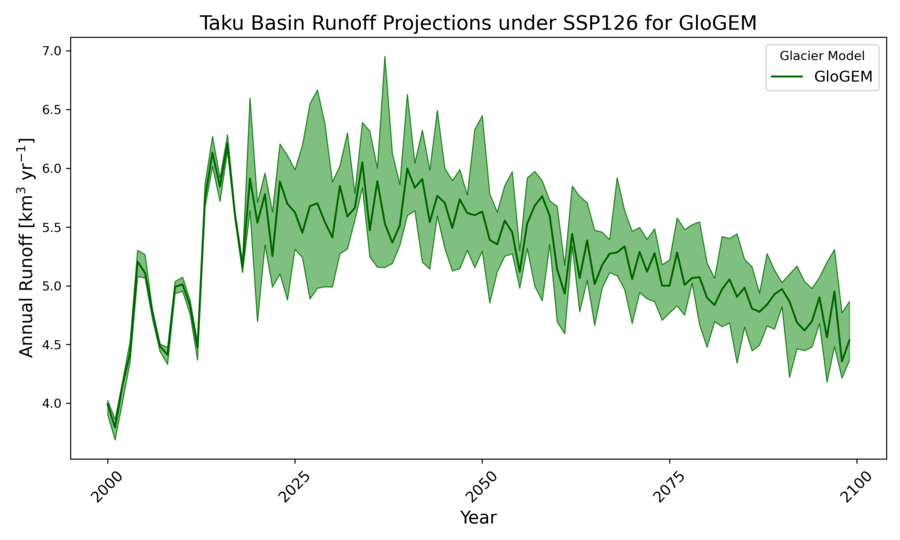 Taku Basin Runoff Projections under SSP126 for GloGEM
Glacier Model
GloGEM
Annual Runoff [km³ yr⁻¹]
7.0
6.5
6.0
5.5
5.0
4.5
4.0
2000
2025
2050
2075
2100
Year